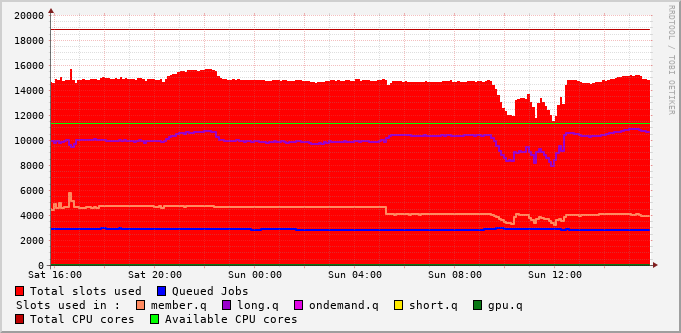 20000
18000
16000
14000
12000
10000
8000
6000
4000
2000
0
Sat 16:00 Sat 20:00 Sun 00:00 Sun 04:00 Sun 08:00 Sun 12:00
Total slots used Queued Jobs
Slots used in : member.q long.q ondemand.q short.q gpu.q
Total CPU cores Available CPU cores
RRDTOOL / TOBI OETIKER